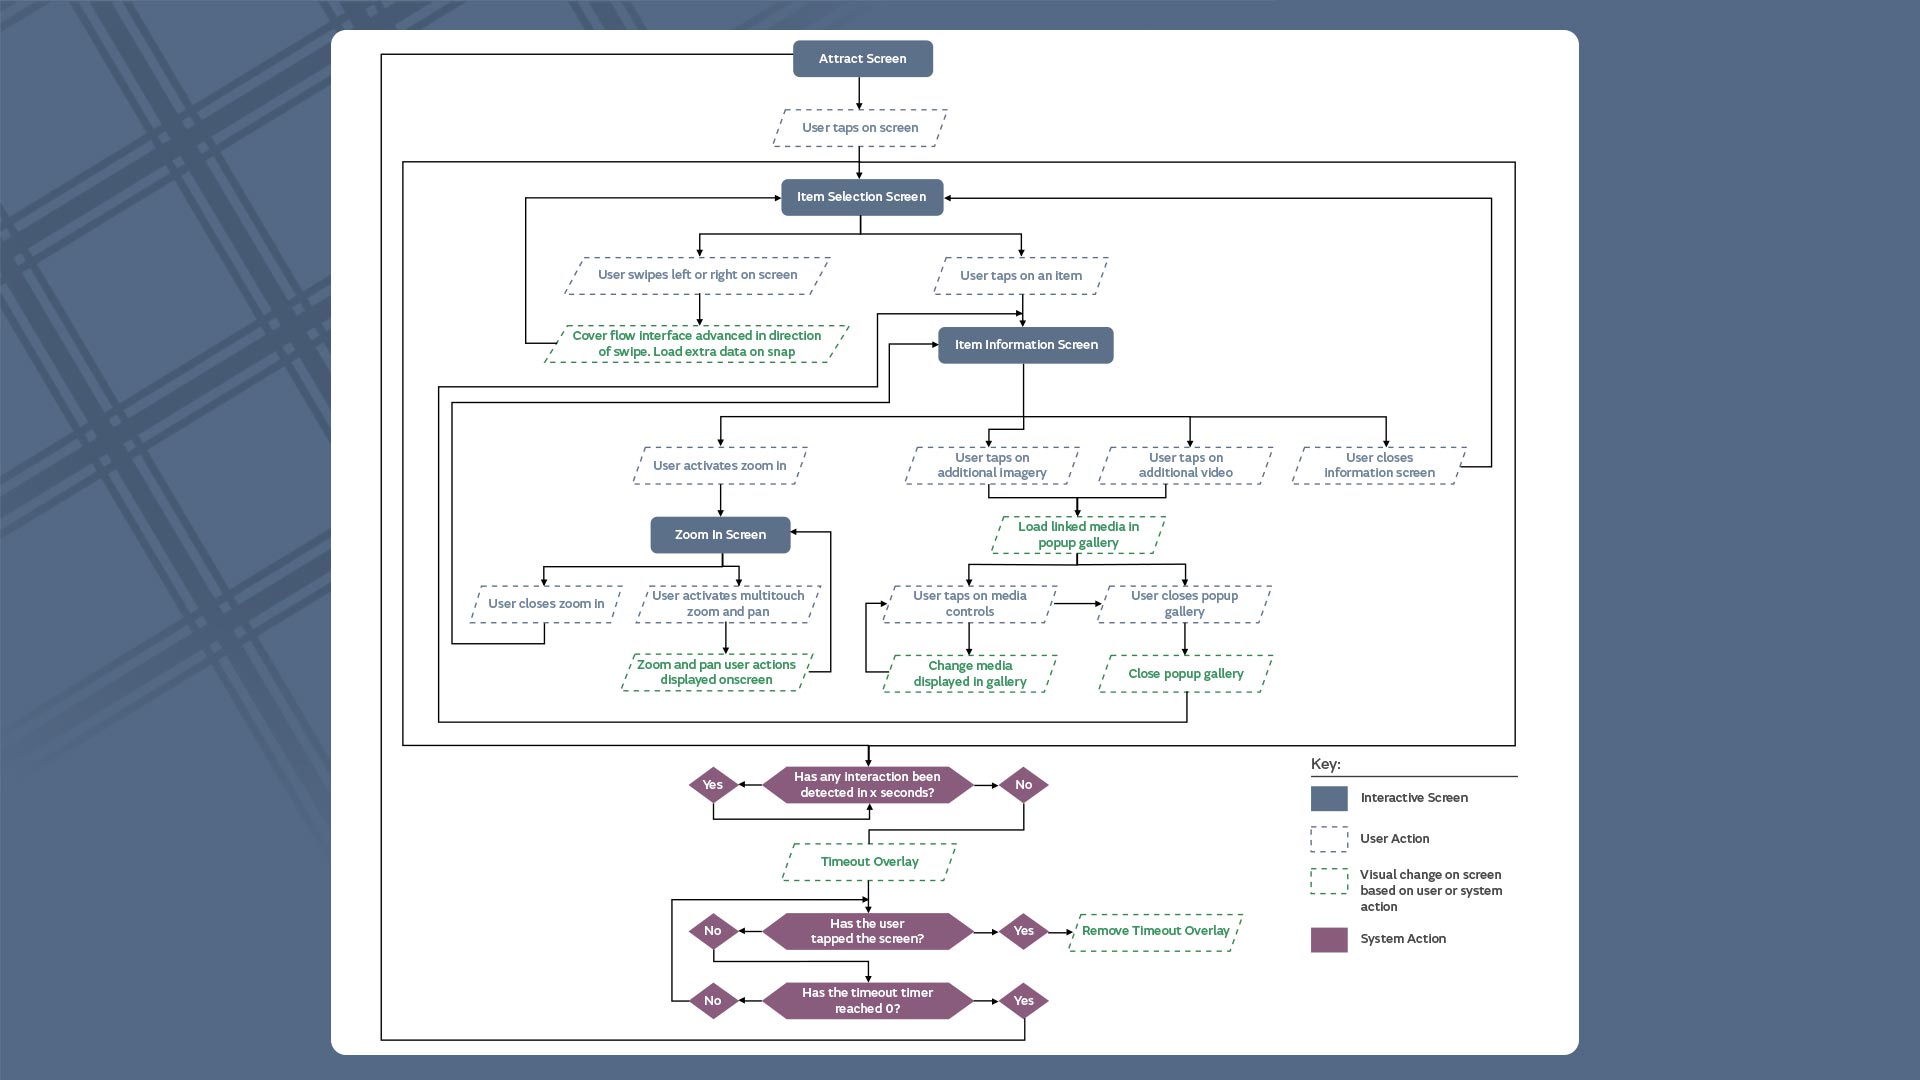 Attract Screen
User taps on screen
Item Selection Screen
User swipes left or right on screen
User taps on an item
Cover flow interface advanced in direction
of swipe. Load extra data on snap
Item Information Screen
User activates zoom in
User taps on
additional imagery
User taps on
additional video
User closes
information screen
Zoom In Screen
Load linked media in
popup gallery
User closes zoom in
User activates multitouch
zoom and pan
User taps on media
controls
User closes popup
gallery
Zoom and pan user actions
displayed onscreen
Change media
displayed in gallery
Close popup gallery
Yes
Has any interaction been
detected in x seconds?
No
Timeout Overlay
No
Has the user
tapped the screen?
Yes
Remove Timeout Overlay
No
Has the timeout timer
reached 0?
Yes
Key:
Interactive Screen
User Action
Visual change on screen
based on user or system
action
System Action